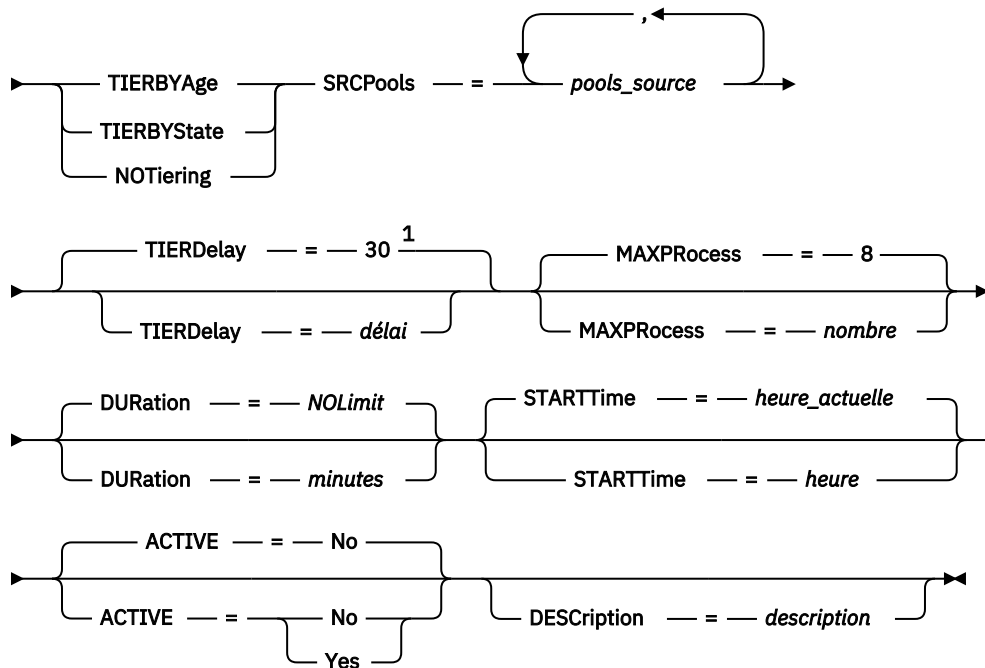 ,
TIERBYAge SRCPools = pools_source
TIERBYState
NOTiering
TIERDelay = 30 1
MAXPRocess = 8
TIERDelay = délai
MAXPRocess = nombre
DURation = NOLimit
STARTTime = heure_actuelle
DURation = minutes
STARTTime = heure
ACTIVE = No
ACTIVE = No
DESCription = description
Yes